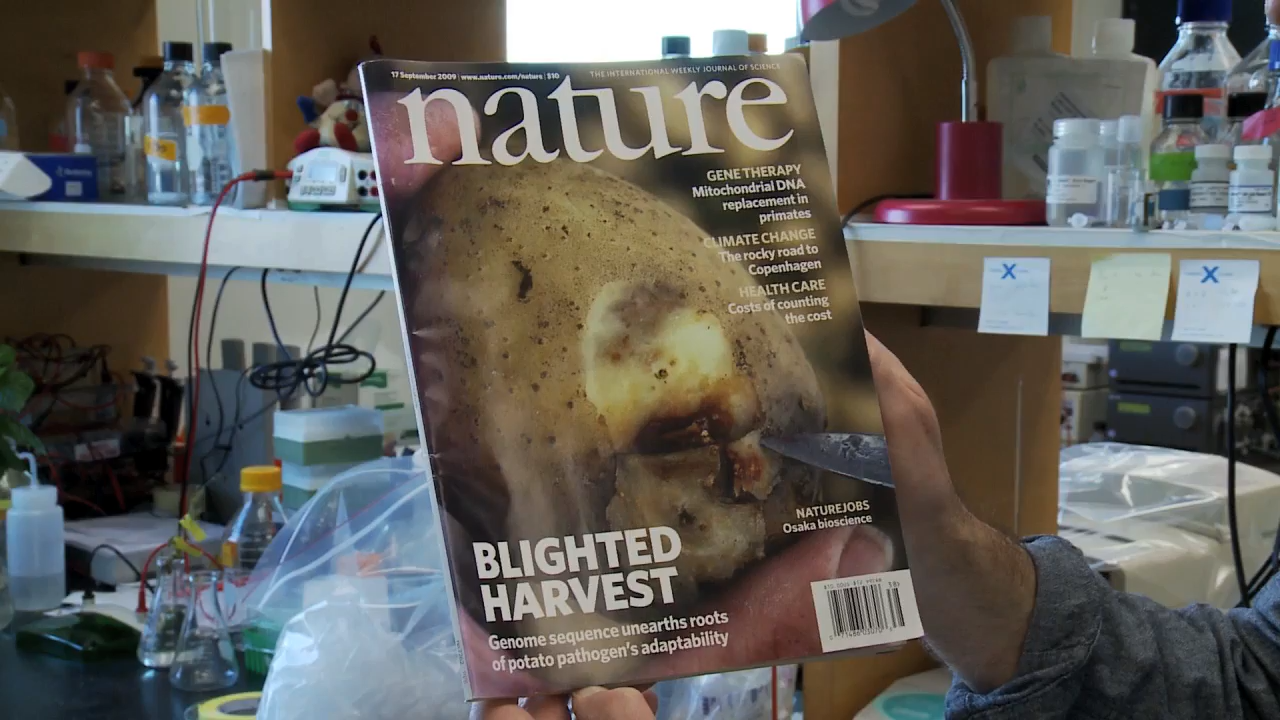 17 September 2009 | www.nature.com/nature | $10
THE INTERNATIONAL WEEKLY JOURNAL OF SCIENCE
nature
GENE THERAPY
Mitochondrial DNA
replacement in
primates
CLIMATE CHANGE
The rocky road to
Copenhagen
HEALTH CARE
Costs of counting
the cost
NATUREJOBS
Osaka bioscience
BLIGHTED
HARVEST
Genome sequence unearths roots
of potato pathogen's adaptability
X
X